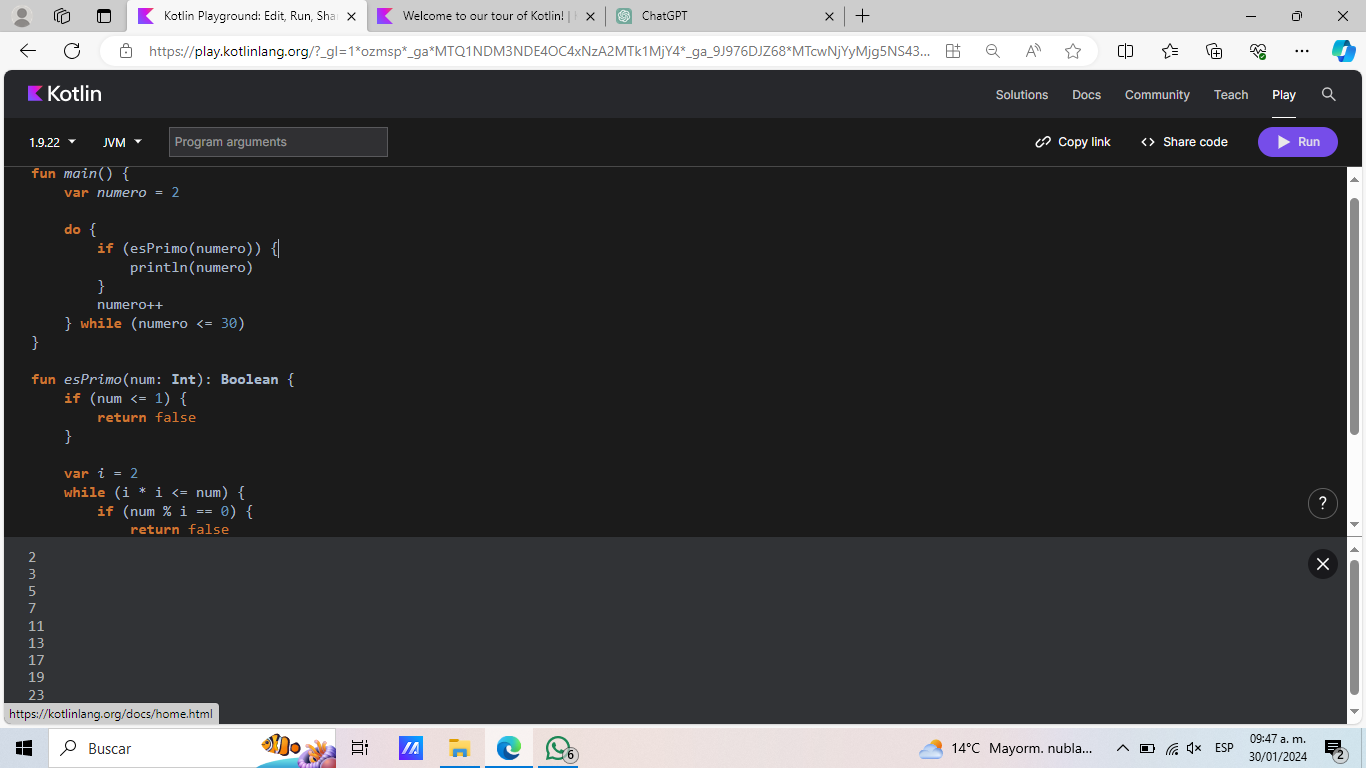 Kotlin Playground: Edit, Run, Sha
Welcome to our tour of Kotlin! |
ChatGPT
https://play.kotlinlang.org/?_gl=1*ozmsp*_ga*MTQ1NDM3NDE4OC4xNzA2MTk1MjY4*_ga_9J976DJZ68*MTcwNjYyMjg5NS43...
Kotlin
Solutions Docs Community Teach Play
1.9.22 JVM Program arguments Copy link Share code Run
fun main() {
    var numero = 2
    do {
        if (esPrimo(numero)) {
            println(numero)
        }
        numero++
    } while (numero <= 30)
}
fun esPrimo(num: Int): Boolean {
    if (num <= 1) {
        return false
    }
    var i = 2
    while (i * i <= num) {
        if (num % i == 0) {
            return false
?
2
3
5
7
11
13
17
19
23
https://kotlinlang.org/docs/home.html
Buscar
6
14°C Mayorm. nubla...
ESP
09:47 a. m.
30/01/2024
2